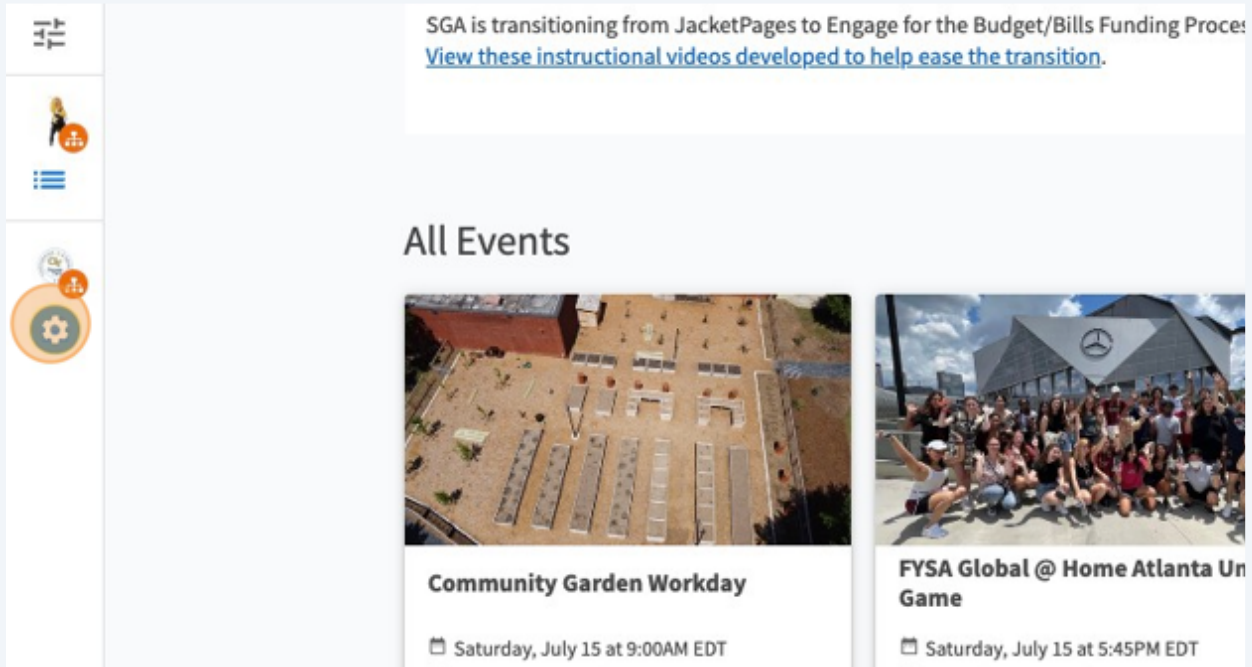 SGA is transitioning from JacketPages to Engage for the Budget/Bills Funding
View these instructional videos developed to help ease the transition.
All Events
Community Garden Workday
Saturday, July 15 at 9:00AM EDT
FYSA Global @ Home Atlanta
Game
Saturday, July 15 at 5:45PM EDT